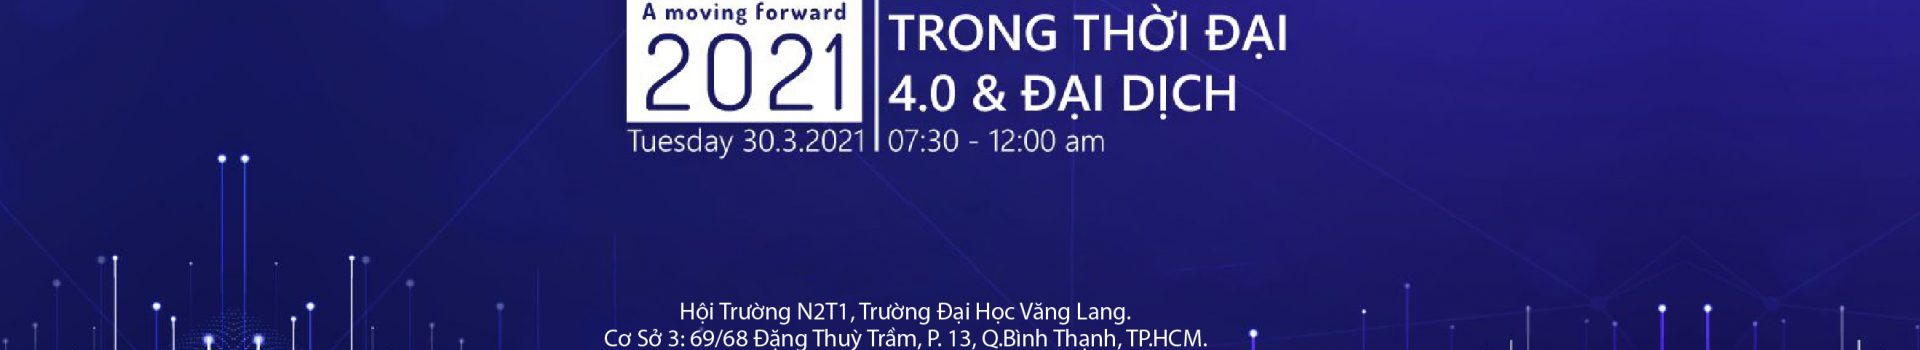 A moving forward
2021
Tuesday 30.3.2021
TRONG THỜI ĐẠI
4.0 & ĐẠI DỊCH
07:30 - 12:00 am
Hội Trường N2T1, Trường Đại Học Văng Lang.
Cơ Sở 3: 69/68 Đặng Thuỳ Trầm, P. 13, Q.Bình Thạnh, TP.HCM.